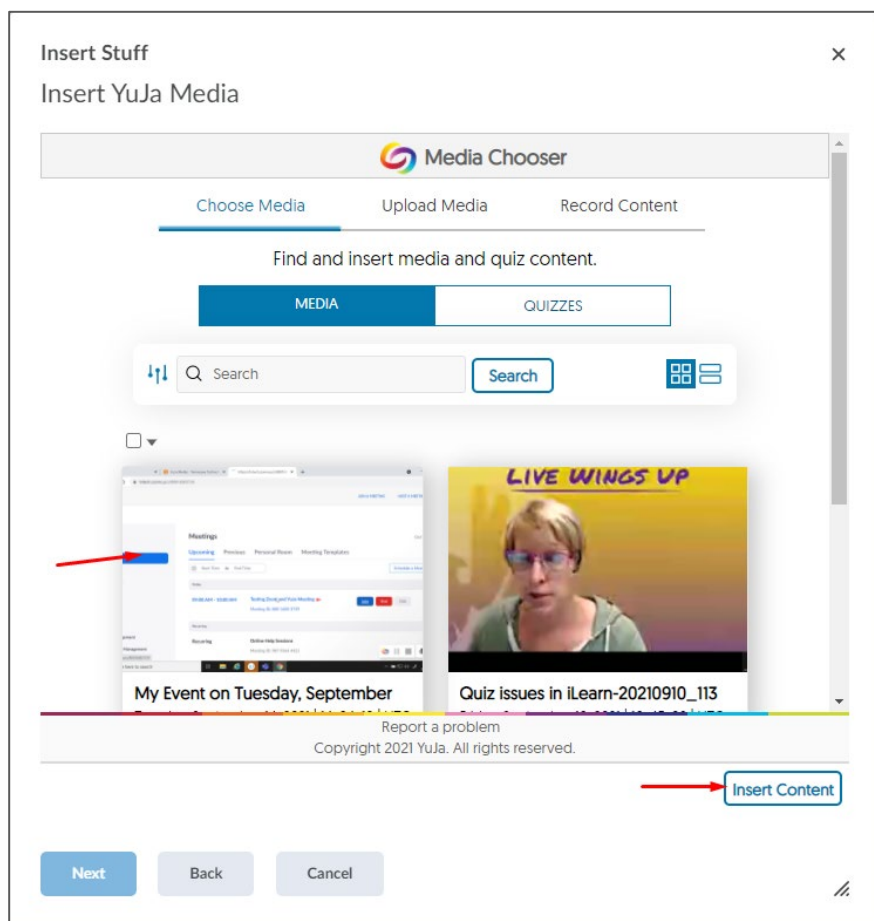 Insert Stuff
Insert YuJa Media
Media Chooser
Choose Media Upload Media Record Content
Find and insert media and quiz content.
MEDIA QUIZZES
Search Search
LIVE WINGS UP
Meetings
Upcoming Previous Personal Room Meeting Templates
Recurring Online Help Sessions
My Event on Tuesday, September Quiz issues in iLearn-20210910_113
Report a problem
Copyright 2021 YuJa. All rights reserved.
Insert Content
Next Back Cancel